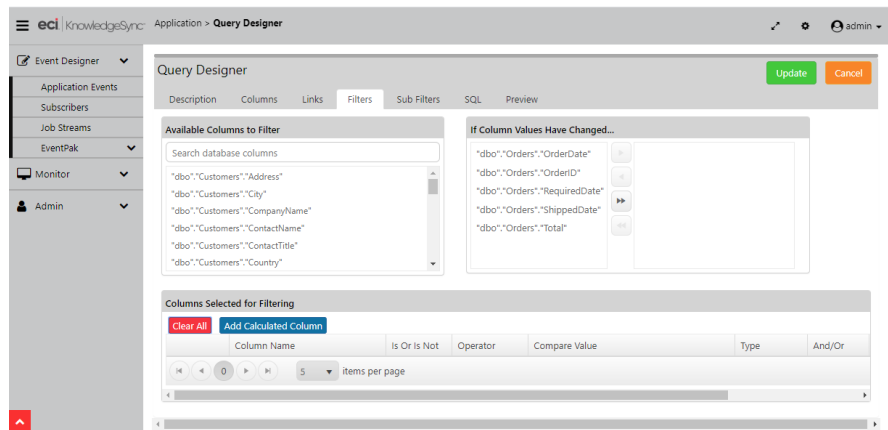 eci KnowledgeSync
Application > Query Designer
admin
Event Designer
Application Events
Subscribers
Job Streams
EventPak
Monitor
Admin
Query Designer
Update
Cancel
Description
Columns
Links
Filters
Sub Filters
SQL
Preview
Available Columns to Filter
Search database columns
"dbo"."Customers"."Address"
"dbo"."Customers"."City"
"dbo"."Customers"."CompanyName"
"dbo"."Customers"."ContactName"
"dbo"."Customers"."ContactTitle"
"dbo"."Customers"."Country"
If Column Values Have Changed...
"dbo"."Orders"."OrderDate"
"dbo"."Orders"."OrderID"
"dbo"."Orders"."RequiredDate"
"dbo"."Orders"."ShippedDate"
"dbo"."Orders"."Total"
Columns Selected for Filtering
Clear All
Add Calculated Column
Column Name
Is Or Is Not
Operator
Compare Value
Type
And/Or
0
5
items per page